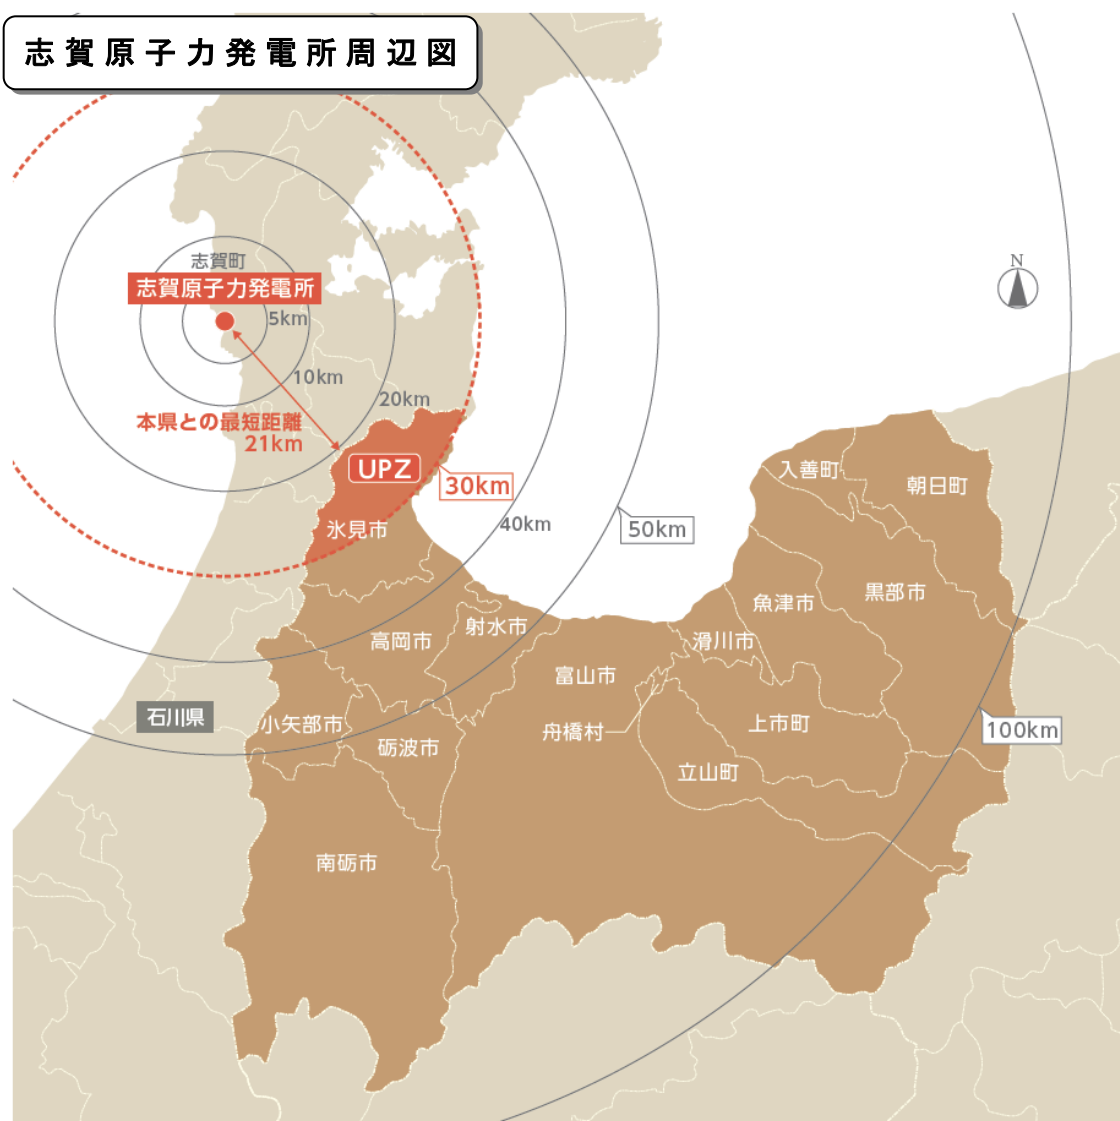 志賀原子力発電所周辺図
志賀町
志賀原子力発電所
5km
10km
20km
本県との最短距離
21km
UPZ
30km
氷見市
40km
50km
N
入善町
朝日町
黒部市
魚津市
射水市
高岡市
滑川市
富山市
石川県
小矢部市
舟橋村
上市町
100km
砺波市
立山町
南砺市